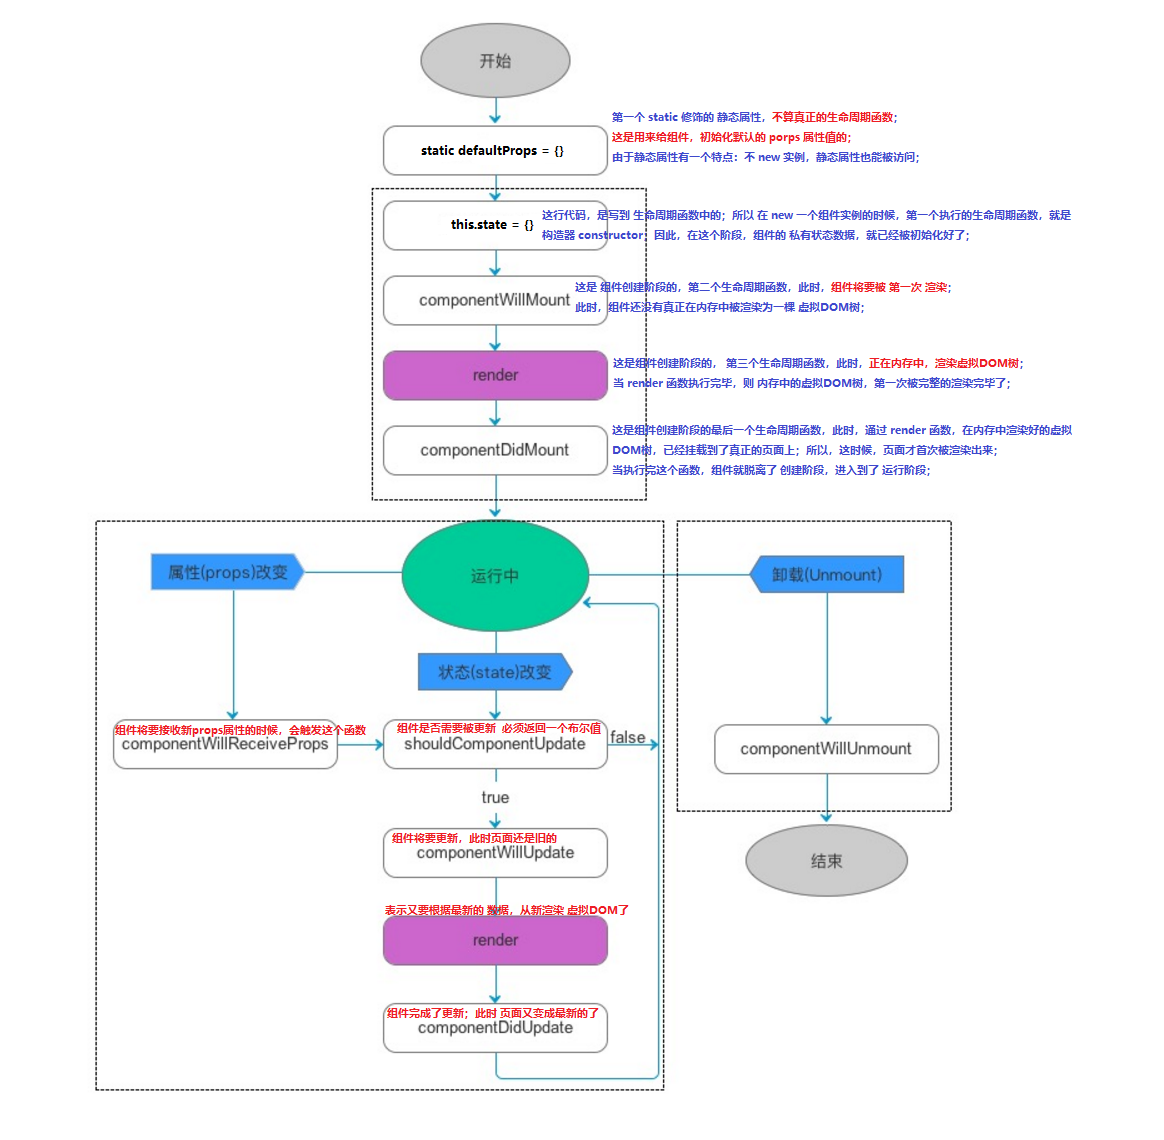 开始
第一个 static 修饰的 静态属性，不算真正的生命周期函数；
这是用来给组件，初始化默认的 porps 属性值的；
由于静态属性有一个特点：不 new 实例，静态属性也能被访问；
static defaultProps = {}
这行代码，是写到 生命周期函数中的；所以 在 new 一个组件实例的时候，第一个执行的生命周期函数，就是
构造器 constructor 因此，在这个阶段，组件的 私有状态数据，就已经被初始化好了；
this.state = {}
这是 组件创建阶段的，第二个生命周期函数，此时，组件将要被 第一次 渲染；
此时，组件还没有真正在内存中被渲染为一棵 虚拟DOM树；
componentWillMount
这是组件创建阶段的， 第三个生命周期函数，此时，正在内存中，渲染虚拟DOM树；
当 render 函数执行完毕，则 内存中的虚拟DOM树，第一次被完整的渲染完毕了；
render
这是组件创建阶段的最后一个生命周期函数，此时，逼过 render 函数，在内存中渲染好的虚拟
DOM树，已经挂载到了真正的页面上；所以，这时候，页面才首次被渲染出来；
当执行完这个函数，组件就脱离了 创建阶段，进入到了 运行阶段；
componentDidMount
属性(props)改变
运行中
卸载(Unmount)
状态(state)改变
组件将要接收新props属性的时候，会触发这个函数
componentWillReceiveProps
组件是否需要被更新 必须返回一个布尔值
shouldComponentUpdate
false
componentWillUnmount
true
组件将要更新，此时页面还是旧的
componentWillUpdate
结束
表示又要根据最新的 数据，从新渲染 虚拟DOM了
render
组件完成了更新；此时 页面又变成最新的了
componentDidUpdate